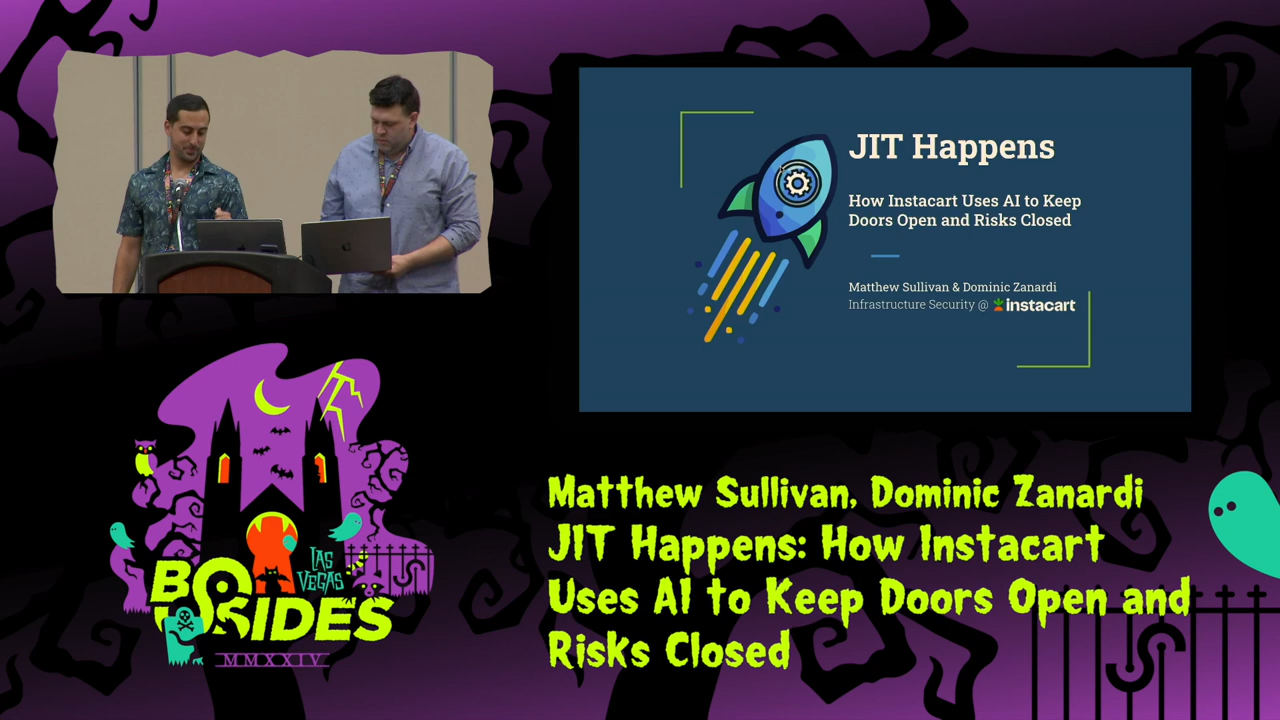 JIT Happens
How Instacart Uses AI to Keep
Doors Open and Risks Closed
Matthew Sullivan & Dominic Zanardi
Infrastructure Security @ instacart
LAS
VEGAS
BSIDES
MMXXIV
Matthew Sullivan, Dominic Zanardi
JIT Happens: How Instacart
Uses AI to Keep Doors Open and
Risks Closed